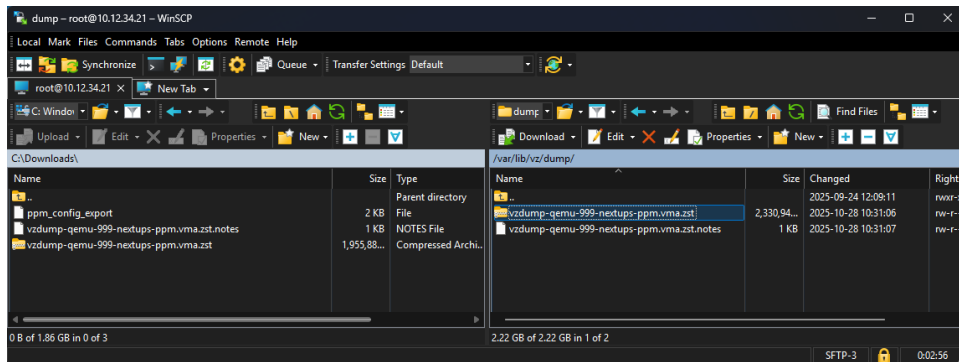 dump – root@10.12.34.21 – WinSCP
Local Mark Files Commands Tabs Options Remote Help
Synchronize Queue Transfer Settings Default
root@10.12.34.21 × New Tab
C: Windo dump Find Files
Upload Edit Properties New Download Edit Properties New
C:\Downloads\ /var/lib/vz/dump/
Name Size Type Name Size Changed Right
.. Parent directory .. 2025-09-24 12:09:11 rwxr-x
ppm_config_export 2 KB File vzdump-qemu-999-nextups-ppm.vma.zst 2,330,94... 2025-10-28 10:31:06 rw-r--
vzdump-qemu-999-nextups-ppm.vma.zst.notes 1 KB NOTES File vzdump-qemu-999-nextups-ppm.vma.zst.notes 1 KB 2025-10-28 10:31:07 rw-r--
vzdump-qemu-999-nextups-ppm.vma.zst 1,955,88... Compressed Archi...
0 B of 1.86 GB in 0 of 3 2.22 GB of 2.22 GB in 1 of 2
SFTP-3 0:02:56